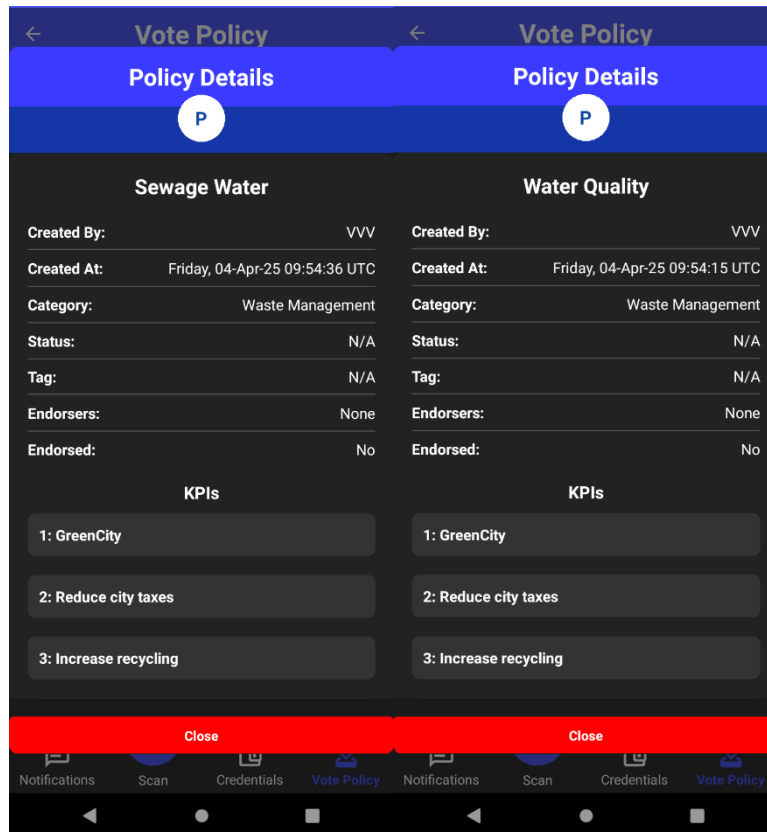 Vote Policy
Policy Details
P
Sewage Water
Created By: VVV
Created At: Friday, 04-Apr-25 09:54:36 UTC
Category: Waste Management
Status: N/A
Tag: N/A
Endorsers: None
Endorsed: No
KPIs
1: GreenCity
2: Reduce city taxes
3: Increase recycling
Close
Notifications Scan Credentials Vote Policy
Vote Policy
Policy Details
P
Water Quality
Created By: VVV
Created At: Friday, 04-Apr-25 09:54:15 UTC
Category: Waste Management
Status: N/A
Tag: N/A
Endorsers: None
Endorsed: No
KPIs
1: GreenCity
2: Reduce city taxes
3: Increase recycling
Close
Notifications Scan Credentials Vote Policy